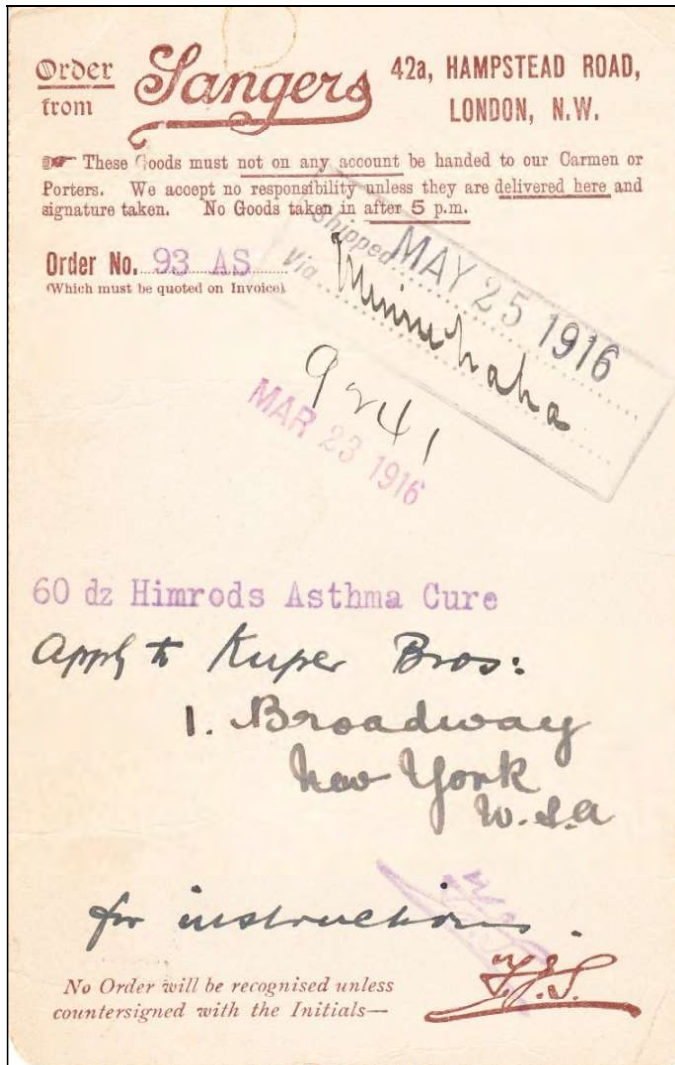 Order
from
Sangers
42a, HAMPSTEAD ROAD,
LONDON, N.W.
☞ These Goods must not on any account be handed to our Carmen or
Porters. We accept no responsibility unless they are delivered here and
signature taken. No Goods taken in after 5 p.m.
Order No. 93 AS
(Which must be quoted on Invoice).
Shipped MAY 25 1916
Via Minnehaha
9241
MAR 23 1916
60 dz Himrods Asthma Cure
Apply to Kuper Bros:
1. Broadway
New York
U.S.A
for instructions.
No Order will be recognised unless
countersigned with the Initials—